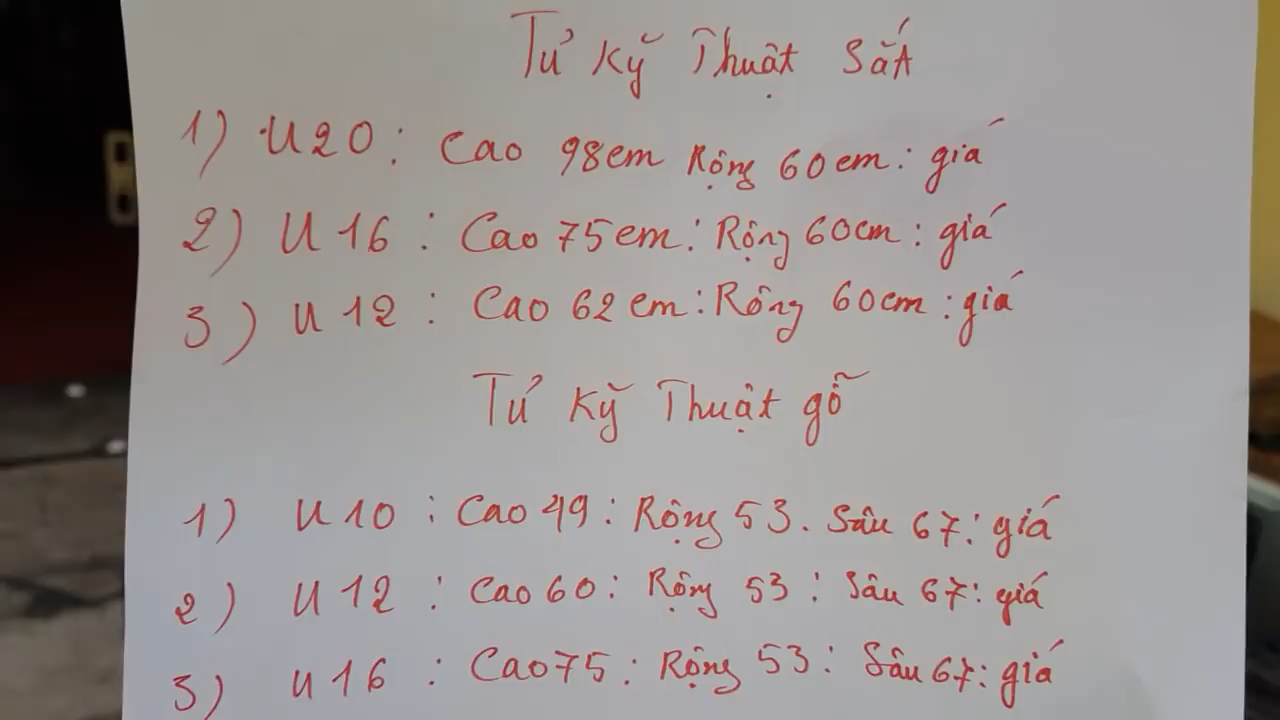 Tủ Kỹ Thuật Sắt
1) U20: Cao 98cm Rộng 60cm: giá
2) U16: Cao 75cm: Rộng 60cm: giá
3) U12: Cao 62cm: Rộng 60cm: giá
Tủ Kỹ Thuật gỗ
1) U10: Cao 49: Rộng 53. Sâu 67: giá
2) U12: Cao 60: Rộng 53: Sâu 67: giá
3) U16: Cao 75: Rộng 53: Sâu 67: giá